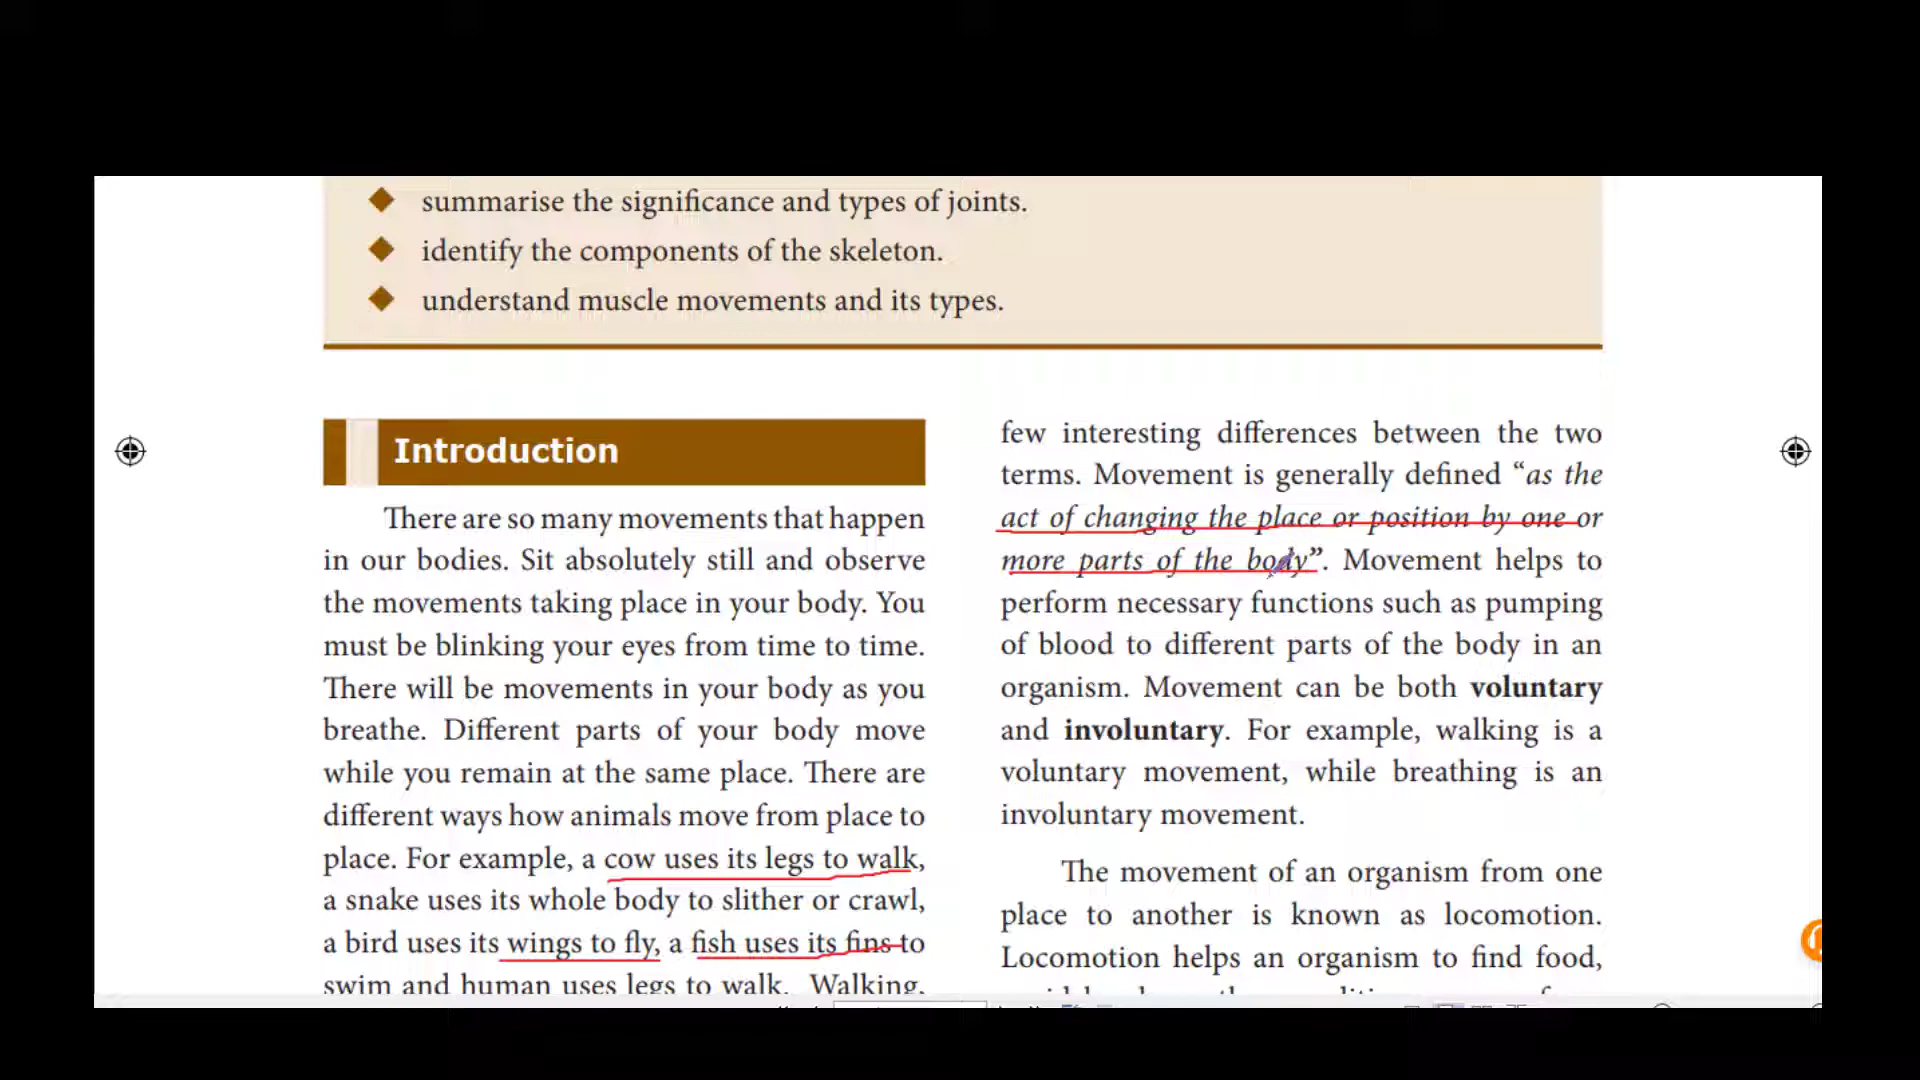 summarise the significance and types of joints.
identify the components of the skeleton.
understand muscle movements and its types.
Introduction
There are so many movements that happen
in our bodies. Sit absolutely still and observe
the movements taking place in your body. You
must be blinking your eyes from time to time.
There will be movements in your body as you
breathe. Different parts of your body move
while you remain at the same place. There are
different ways how animals move from place to
place. For example, a cow uses its legs to walk,
a snake uses its whole body to slither or crawl,
a bird uses its wings to fly, a fish uses its fins to
swim and human uses legs to walk. Walking,
few interesting differences between the two
terms. Movement is generally defined “as the
act of changing the place or position by one or
more parts of the body”. Movement helps to
perform necessary functions such as pumping
of blood to different parts of the body in an
organism. Movement can be both voluntary
and involuntary. For example, walking is a
voluntary movement, while breathing is an
involuntary movement.
The movement of an organism from one
place to another is known as locomotion.
Locomotion helps an organism to find food,